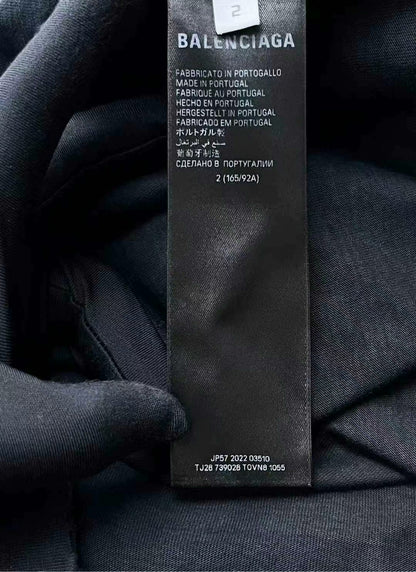 2
BALENCIAGA
FABBRICATO IN PORTOGALLO
MADE IN PORTUGAL
FABRIQUE AU PORTUGAL
HECHO EN PORTUGAL
HERGESTELLT IN PORTUGAL
FABRICADO EM PORTUGAL
ポルトガル製
صنع في البرتغال
葡萄牙制造
СДЕЛАНО В ПОРТУГАЛИИ
2 (165/92A)
JP57 2022 03510
TJ28 739028 TOVN8 1055